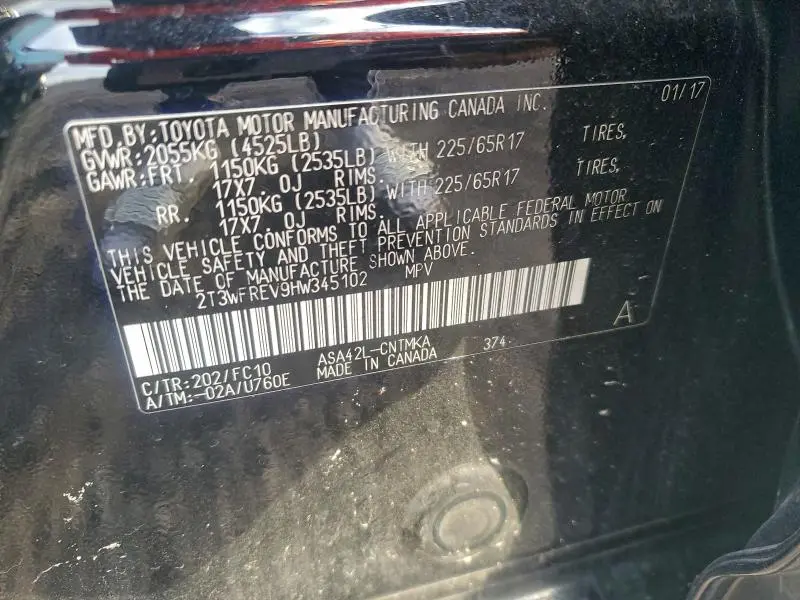 MFD.BY:TOYOTA MOTOR MANUFACTURING CANADA INC. 01/17
GVWR:2055KG (4525LB)
GAWR:FRT. 1150KG (2535LB) WITH 225/65R17 TIRES,
17X7.0J RIMS.
RR. 1150KG (2535LB) WITH 225/65R17 TIRES,
17X7.0J RIMS.
THIS VEHICLE CONFORMS TO ALL APPLICABLE FEDERAL MOTOR
VEHICLE SAFETY AND THEFT PREVENTION STANDARDS IN EFFECT ON
THE DATE OF MANUFACTURE SHOWN ABOVE.
2T3WFREV9HW345102 MPV
A
C/TR:202/FC10 ASA42L-CNTMKA 374
A/TM:-02A/U760E MADE IN CANADA